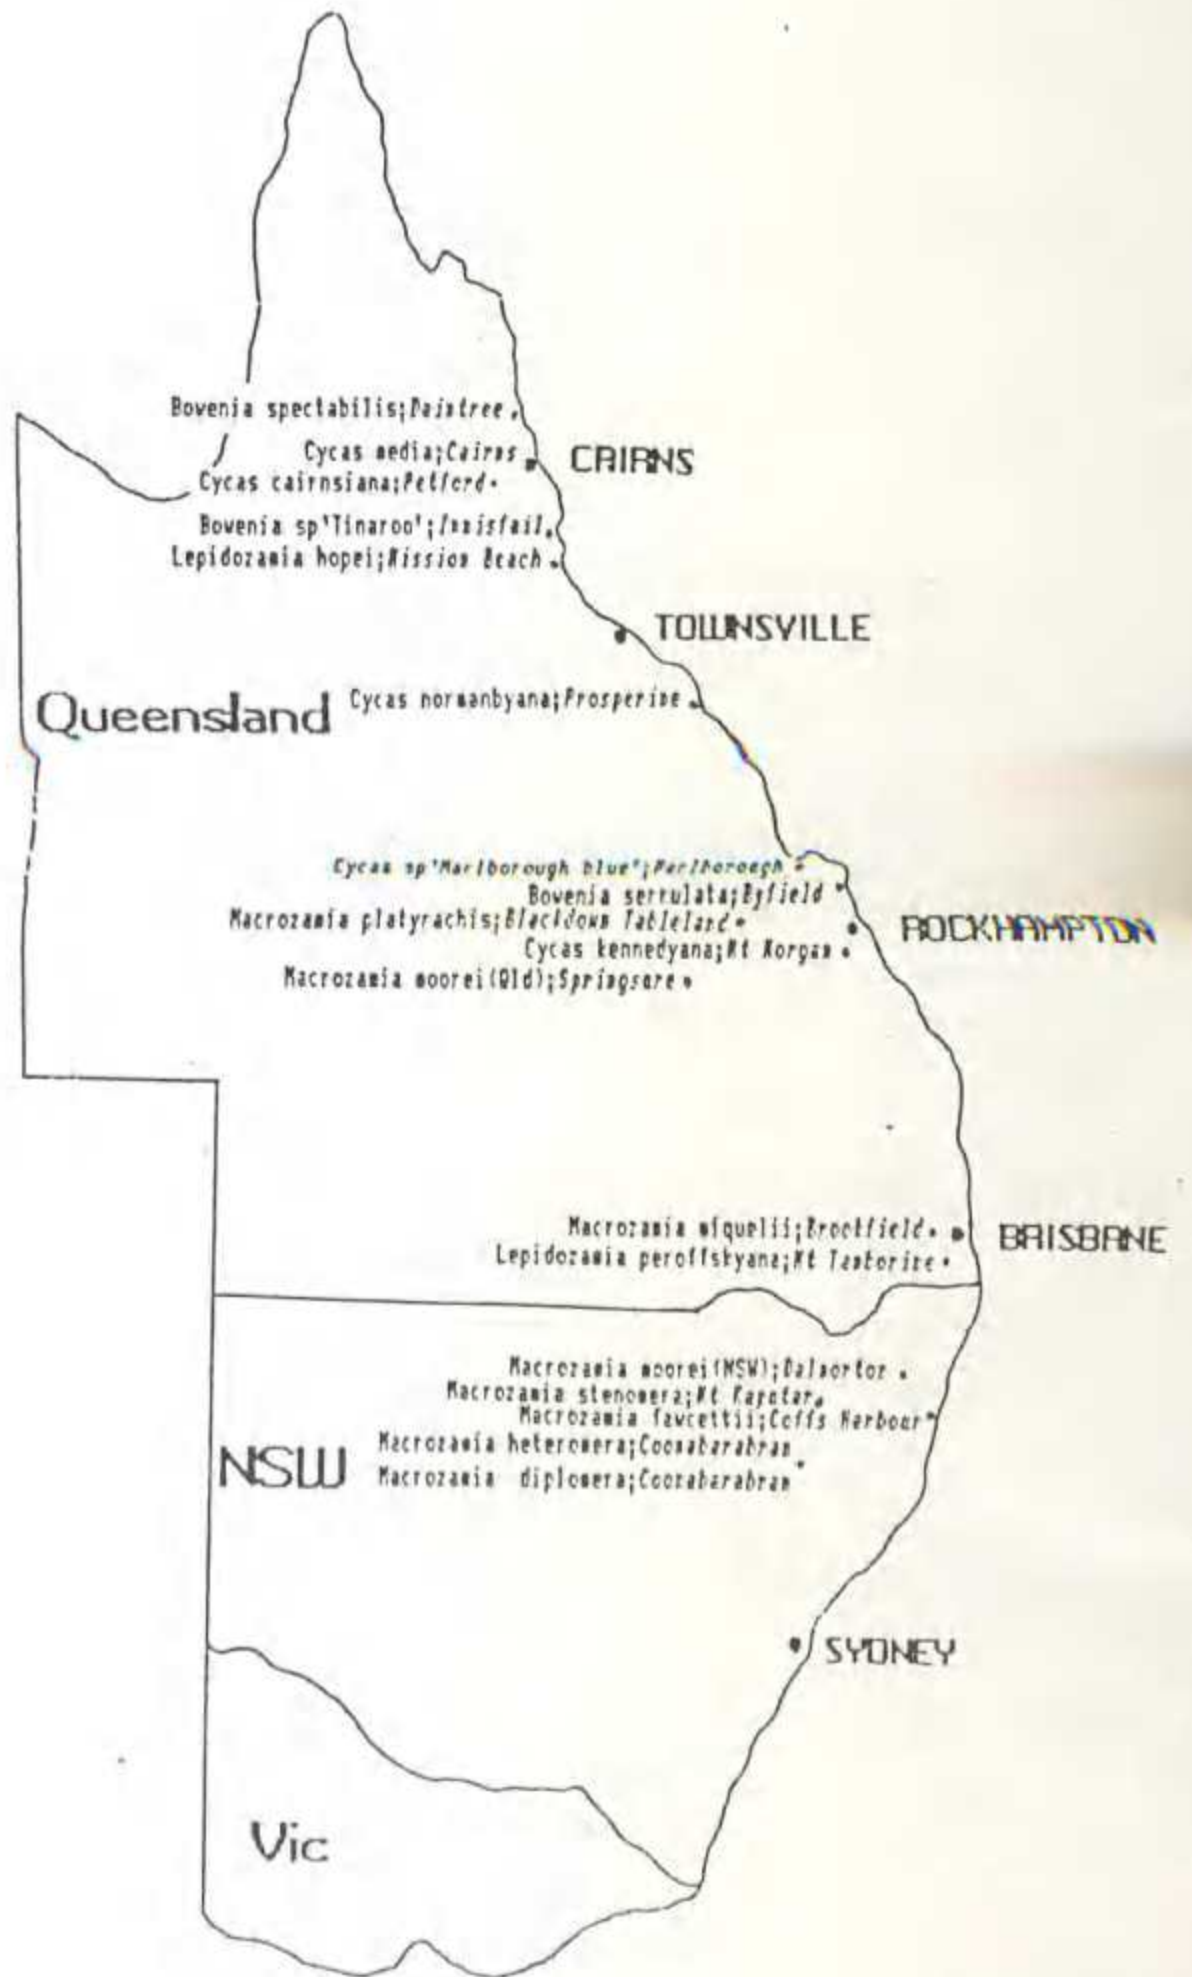 Bowenia spectabilis;Daintree
Cycas media;Cairns
CAIRNS
Cycas cairnsiana;Petford
Bowenia sp'Tinaroo';Innisfail
Lepidozamia hopei;Mission Beach
TOWNSVILLE
Queensland
Cycas normanbyana;Prosperine
Cycas sp'Marlborough blue';Marlborough
Bowenia serrulata;Byfield
Macrozamia platyrachis;Blackdown Tableland
ROCKHAMPTON
Cycas kennedyana;Mt Morgan
Macrozamia moorei(Qld);Springsure
Macrozamia miquelii;Brookfield
BRISBANE
Lepidozamia peroffskyana;Mt Tamborine
Macrozamia moorei(NSW);Dalmorton
Macrozamia stenomera;Mt Kaputar
Macrozamia fawcettii;Coffs Harbour
NSW
Macrozamia heteromera;Coonabarabran
Macrozamia diplomera;Coonabarabran
SYDNEY
Vic